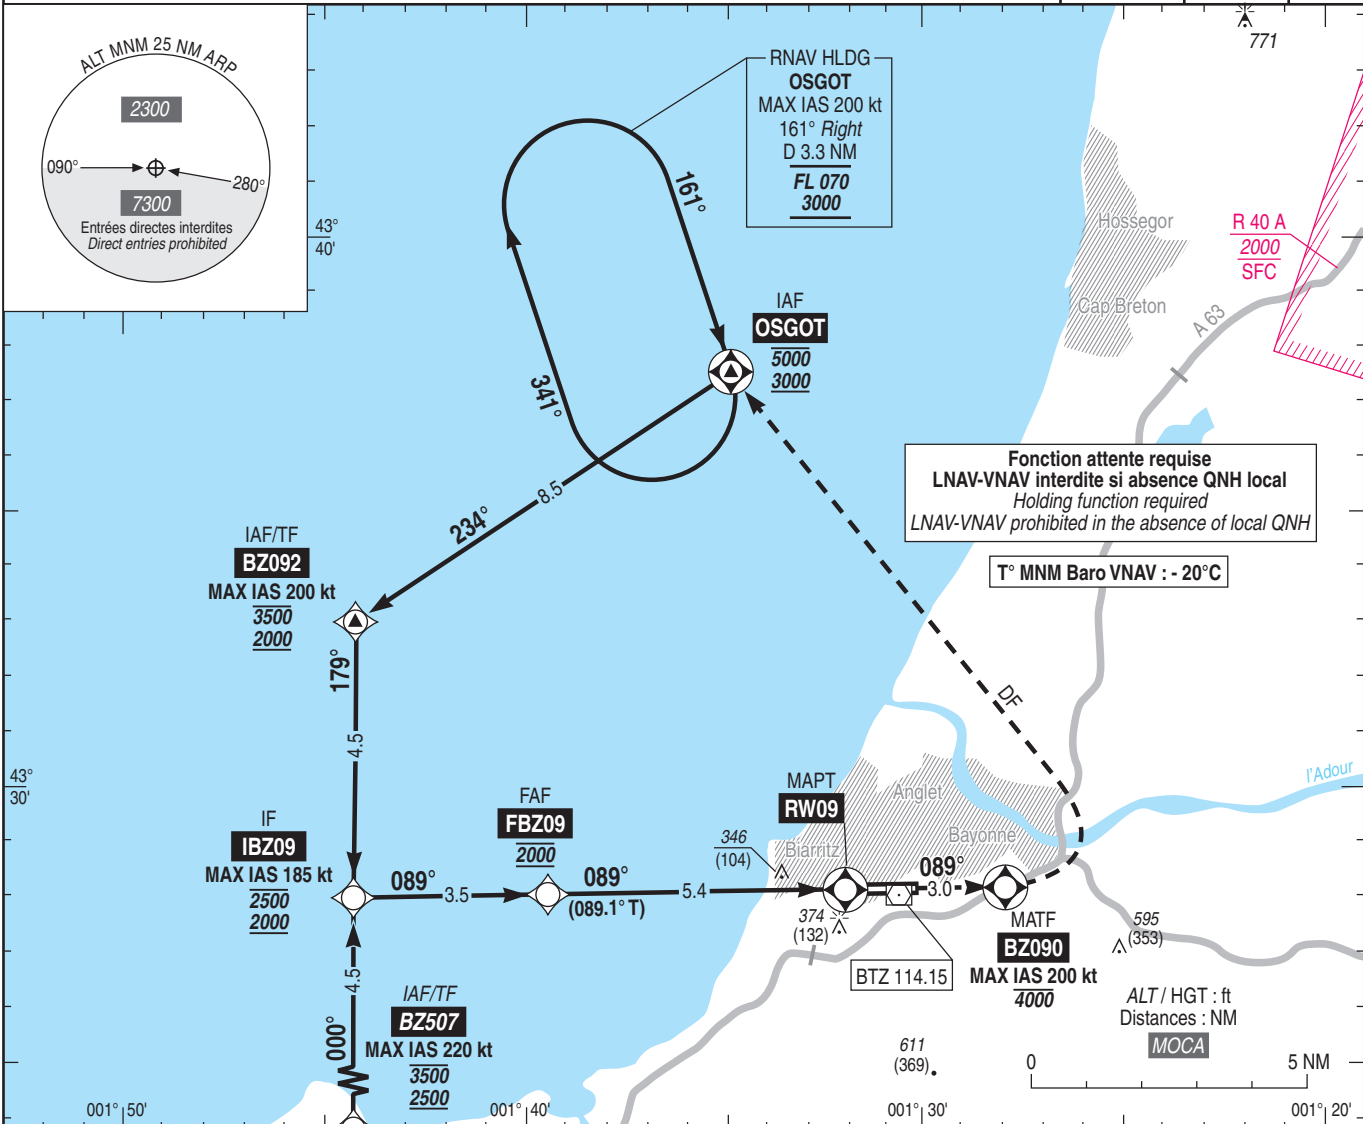 ALT MNM 25 NM ARP
2300
090°
280°
7300
Entrées directes interdites
Direct entries prohibited
771
RNAV HLDG
OSGOT
MAX IAS 200 kt
161° Right
D 3.3 NM
FL 070
3000
161°
341°
43°
40'
Hossegor
Cap Breton
R 40 A
2000
SFC
A 63
IAF
OSGOT
5000
3000
8.5
234°
Fonction attente requise
LNAV-VNAV interdite si absence QNH local
Holding function required
LNAV-VNAV prohibited in the absence of local QNH
T° MNM Baro VNAV : - 20°C
IAF/TF
BZ092
MAX IAS 200 kt
3500
2000
179°
4.5
DF
43°
30'
l'Adour
IF
IBZ09
MAX IAS 185 kt
2500
2000
089°
3.5
FAF
FBZ09
2000
089°
(089.1° T)
5.4
MAPT
RW09
Anglet
Bayonne
Biarritz
346
(104)
374
(132)
089°
3.0
BTZ 114.15
MATF
BZ090
MAX IAS 200 kt
4000
595
(353)
4.5
000°
IAF/TF
BZ507
MAX IAS 220 kt
3500
2500
611
(369)
ALT / HGT : ft
Distances : NM
MOCA
0
5 NM
001° 50'
001° 40'
001° 30'
001° 20'